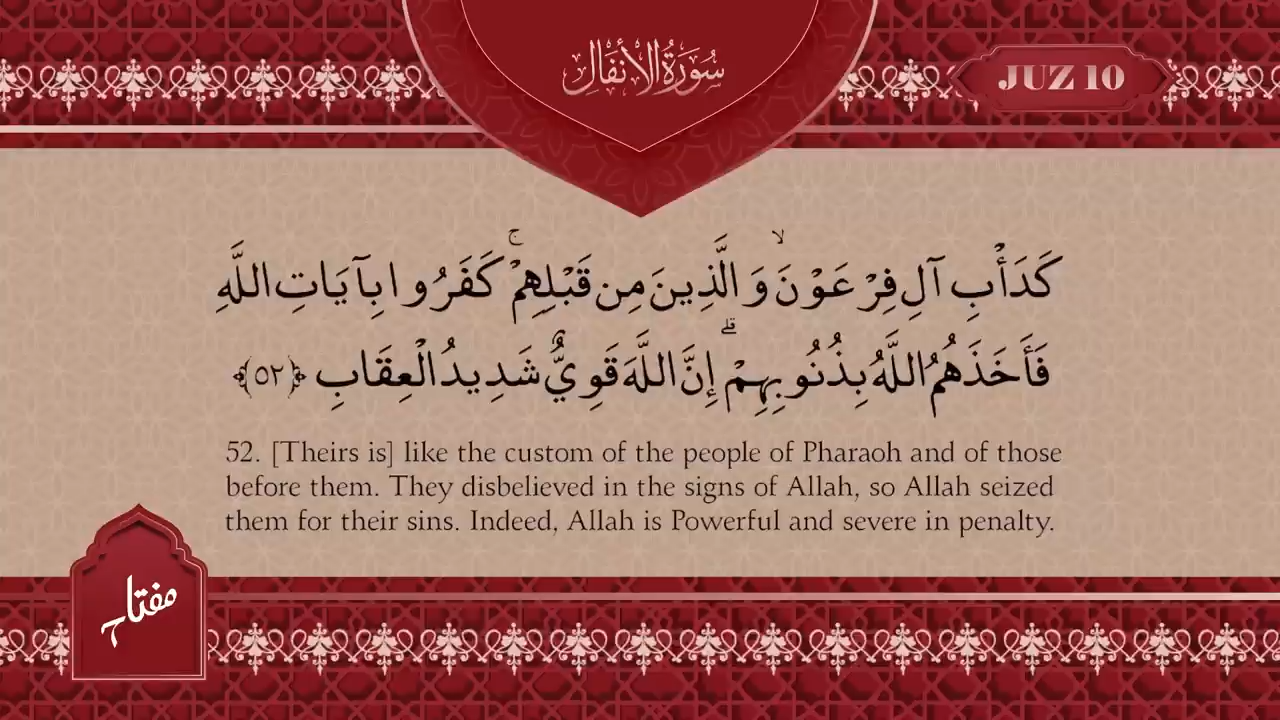 سُورَةُ الأَنفَال
JUZ 10
كَدَأْبِ آلِ فِرْعَوْنَ ۙ وَالَّذِينَ مِن قَبْلِهِمْ ۚ كَفَرُوا بِآيَاتِ اللَّهِ
فَأَخَذَهُمُ اللَّهُ بِذُنُوبِهِمْ ۗ إِنَّ اللَّهَ قَوِيٌّ شَدِيدُ الْعِقَابِ ﴿٥٢﴾
52. [Theirs is] like the custom of the people of Pharaoh and of those
before them. They disbelieved in the signs of Allah, so Allah seized
them for their sins. Indeed, Allah is Powerful and severe in penalty.
مفتاح